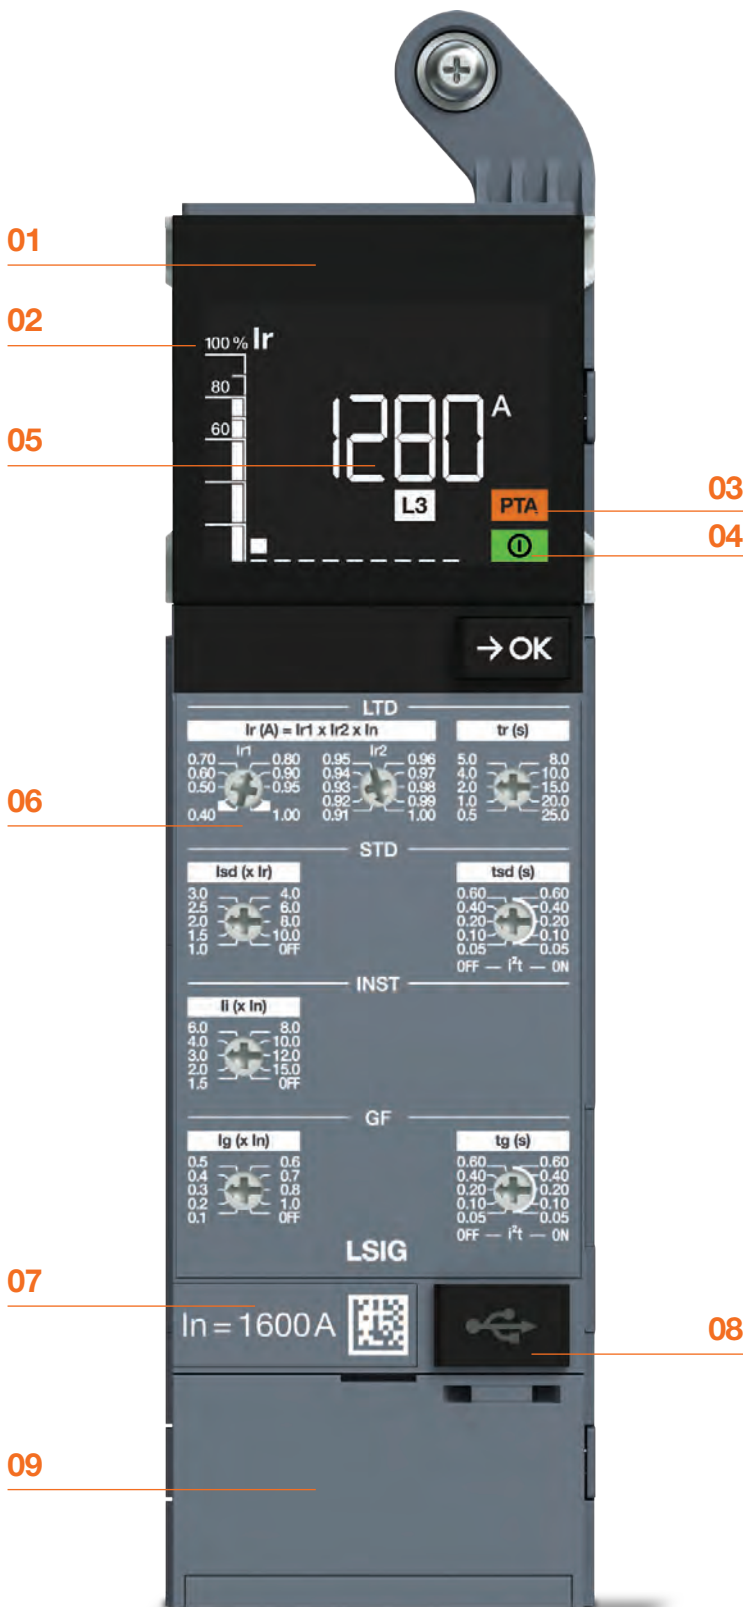 01
02
100 % Ir
80
1280 A
60
05
L3 PTA
03
04
→ OK
LTD
Ir (A) = Ir1 x Ir2 x In tr (s)
Ir1 Ir2
0.70 0.80 0.95 0.96 5.0 8.0
0.60 0.90 0.94 0.97 4.0 10.0
0.50 0.95 0.93 0.98 2.0 15.0
0.92 0.99 1.0 20.0
0.40 1.00 0.91 1.00 0.5 25.0
06
STD
Isd (x Ir) tsd (s)
3.0 4.0 0.60 0.60
2.5 6.0 0.40 0.40
2.0 8.0 0.20 0.20
1.5 10.0 0.10 0.10
1.0 OFF 0.05 0.05
OFF — i²t — ON
INST
Ii (x In)
6.0 8.0
4.0 10.0
3.0 12.0
2.0 15.0
1.5 OFF
GF
Ig (x In) tg (s)
0.5 0.6 0.60 0.60
0.4 0.7 0.40 0.40
0.3 0.8 0.20 0.20
0.2 1.0 0.10 0.10
0.1 OFF 0.05 0.05
OFF — i²t — ON
LSIG
07
In = 1600A
08
09